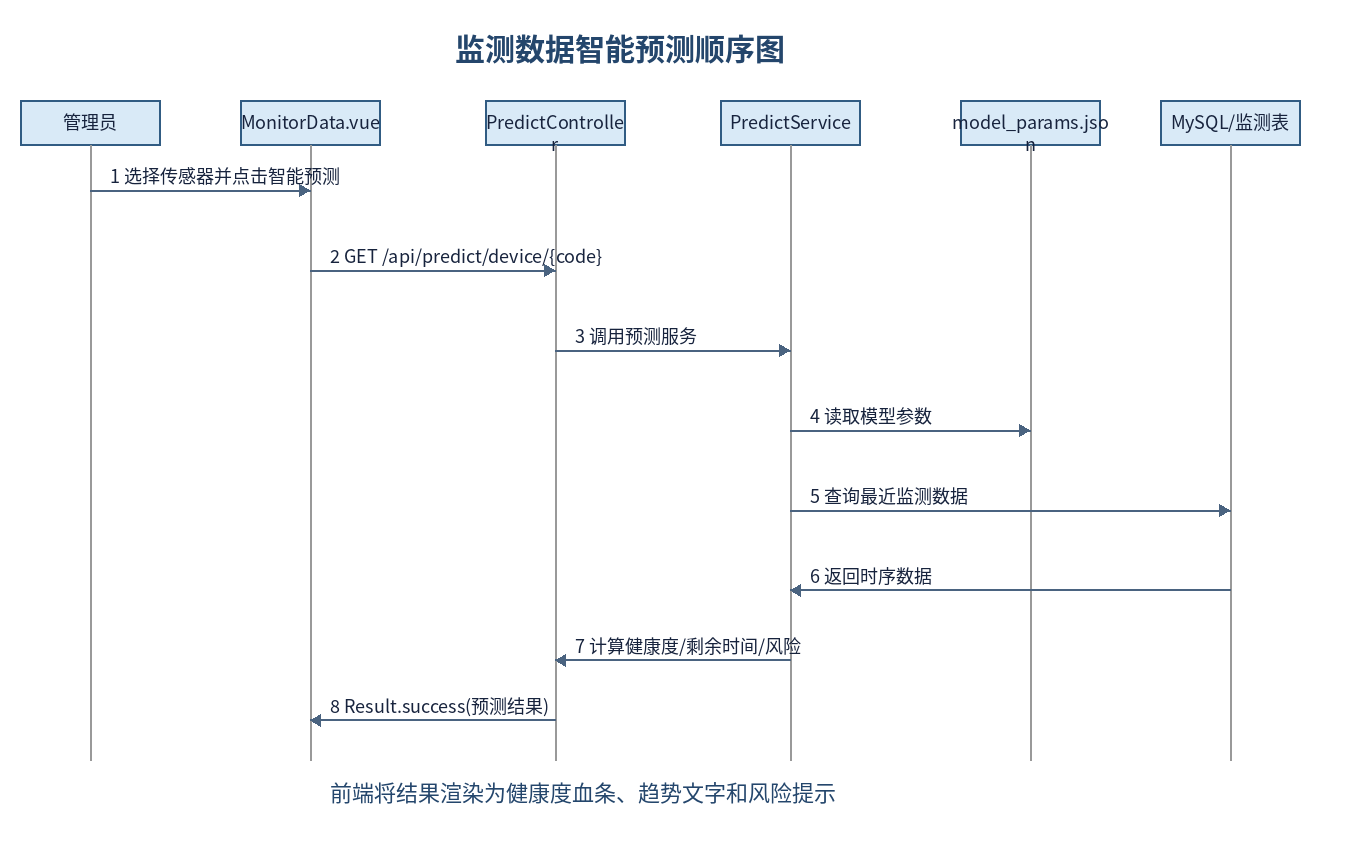 监测数据智能预测顺序图
管理员
MonitorData.vue
PredictControlle
r
PredictService
model_params.jso
n
MySQL/监测表
1 选择传感器并点击智能预测
2 GET /api/predict/device/{code}
3 调用预测服务
4 读取模型参数
5 查询最近监测数据
6 返回时序数据
7 计算健康度/剩余时间/风险
8 Result.success(预测结果)
前端将结果渲染为健康度血条、趋势文字和风险提示